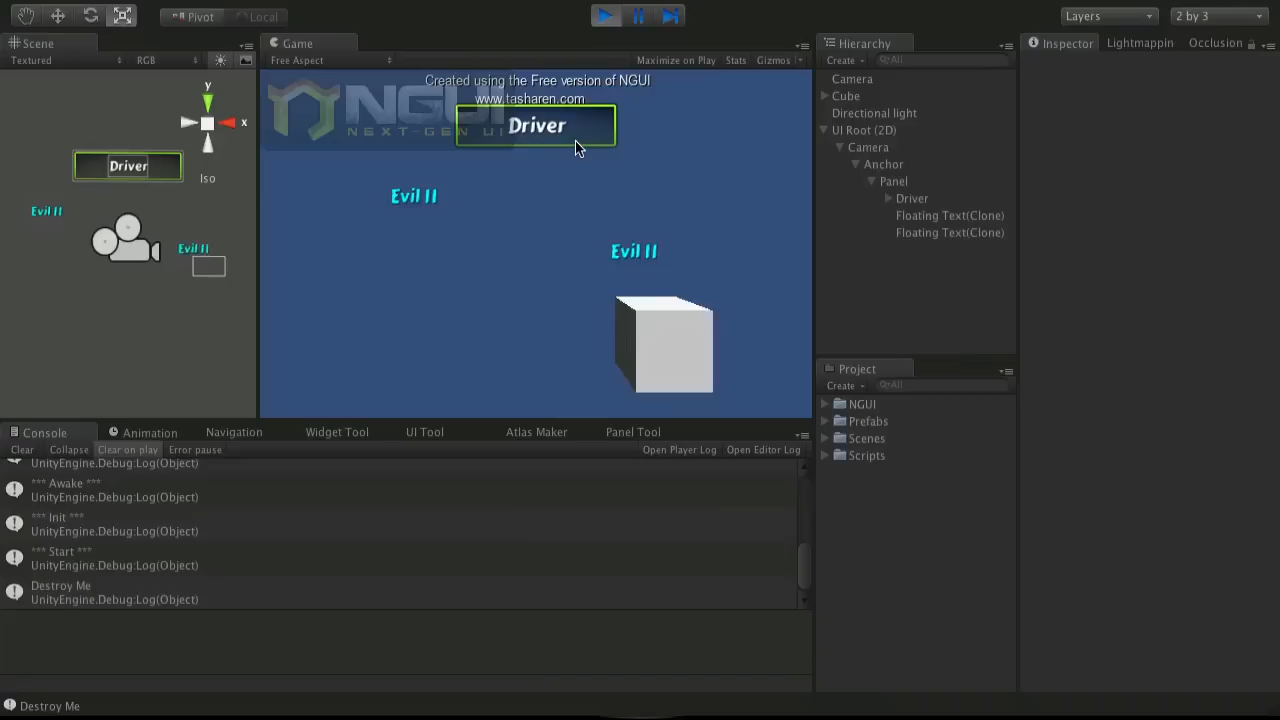 Pivot
Local
Layers
2 by 3
Scene
Textured
RGB
y
x
Iso
Driver
Evil II
Evil II
Game
Free Aspect
Maximize on Play
Stats
Gizmos
Created using the Free version of NGUI
www.tasharen.com
NGUI
NEXT-GEN UI
Driver
Evil II
Evil II
Hierarchy
Create
All
Camera
Cube
Directional light
UI Root (2D)
Camera
Anchor
Panel
Driver
Floating Text(Clone)
Floating Text(Clone)
Project
Create
All
NGUI
Prefabs
Scenes
Scripts
Inspector
Lightmappin
Occlusion
Console
Animation
Navigation
Widget Tool
UI Tool
Atlas Maker
Panel Tool
Clear
Collapse
Clear on play
Error pause
Open Player Log
Open Editor Log
UnityEngine.Debug:Log(Object)
*** Awake ***
UnityEngine.Debug:Log(Object)
*** Init ***
UnityEngine.Debug:Log(Object)
*** Start ***
UnityEngine.Debug:Log(Object)
Destroy Me
UnityEngine.Debug:Log(Object)
Destroy Me